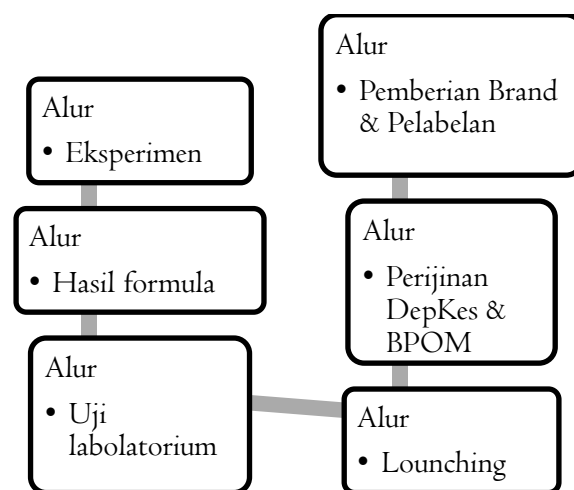 Alur
• Eksperimen
Alur
• Hasil formula
Alur
• Uji
labolatorium
Alur
• Lounching
Alur
• Perijinan
DepKes &
BPOM
Alur
• Pemberian Brand
& Pelabelan